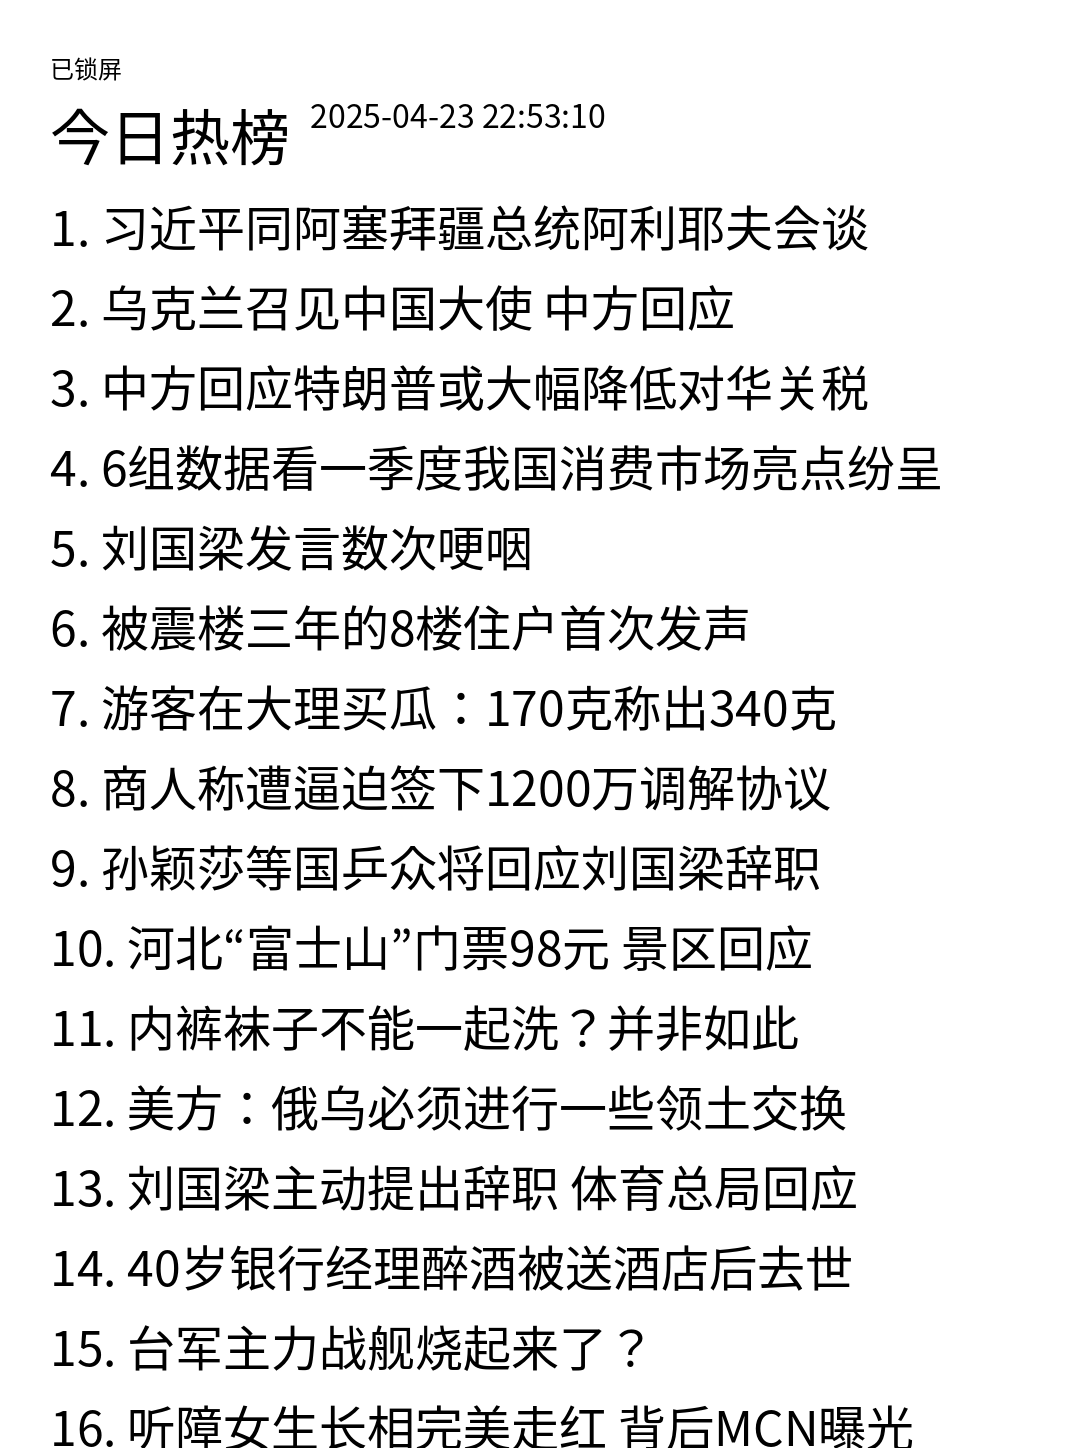 已锁屏
今日热榜 2025-04-23 22:53:10
1. 习近平同阿塞拜疆总统阿利耶夫会谈
2. 乌克兰召见中国大使 中方回应
3. 中方回应特朗普或大幅降低对华关税
4. 6组数据看一季度我国消费市场亮点纷呈
5. 刘国梁发言数次哽咽
6. 被震楼三年的8楼住户首次发声
7. 游客在大理买瓜：170克称出340克
8. 商人称遭逼迫签下1200万调解协议
9. 孙颖莎等国乒众将回应刘国梁辞职
10. 河北“富士山”门票98元 景区回应
11. 内裤袜子不能一起洗？并非如此
12. 美方：俄乌必须进行一些领土交换
13. 刘国梁主动提出辞职 体育总局回应
14. 40岁银行经理醉酒被送酒店后去世
15. 台军主力战舰烧起来了？
16. 听障女生长相完美走红 背后MCN曝光